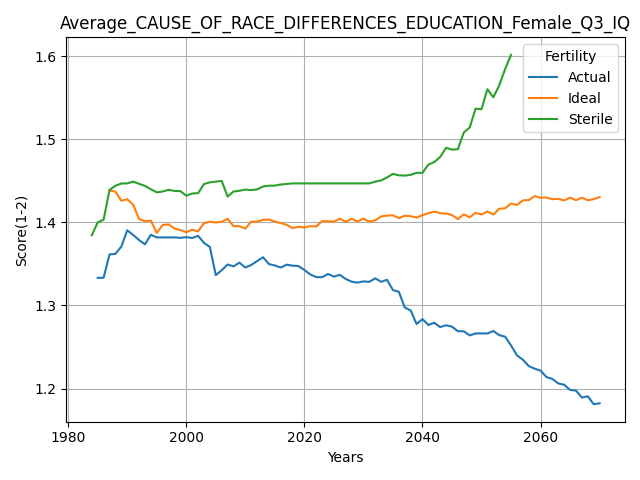 Average_CAUSE_OF_RACE_DIFFERENCES_EDUCATION_Female_Q3_IQ
Fertility
Actual
Ideal
Sterile
Score(1-2)
1.6
1.5
1.4
1.3
1.2
1980
2000
2020
2040
2060
Years